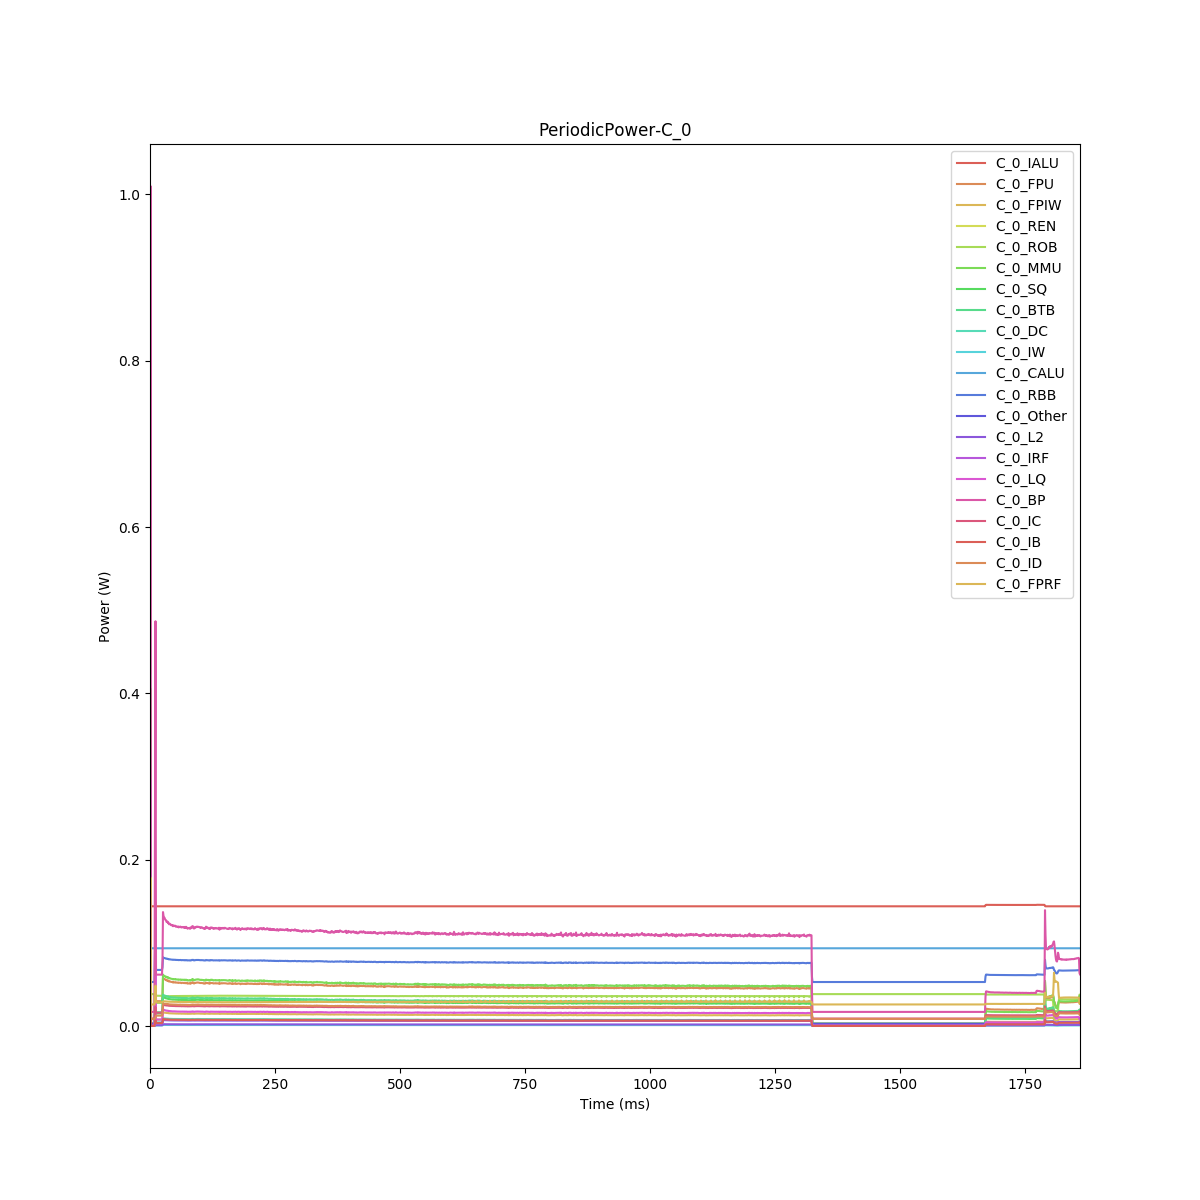 PeriodicPower-C_0
C_0_IALU
C_0_FPU
C_0_FPIW
C_0_REN
C_0_ROB
C_0_MMU
C_0_SQ
C_0_BTB
C_0_DC
C_0_IW
C_0_CALU
C_0_RBB
C_0_Other
C_0_L2
C_0_IRF
C_0_LQ
C_0_BP
C_0_IC
C_0_IB
C_0_ID
C_0_FPRF
1.0
0.8
0.6
0.4
0.2
0.0
Power (W)
0 250 500 750 1000 1250 1500 1750
Time (ms)